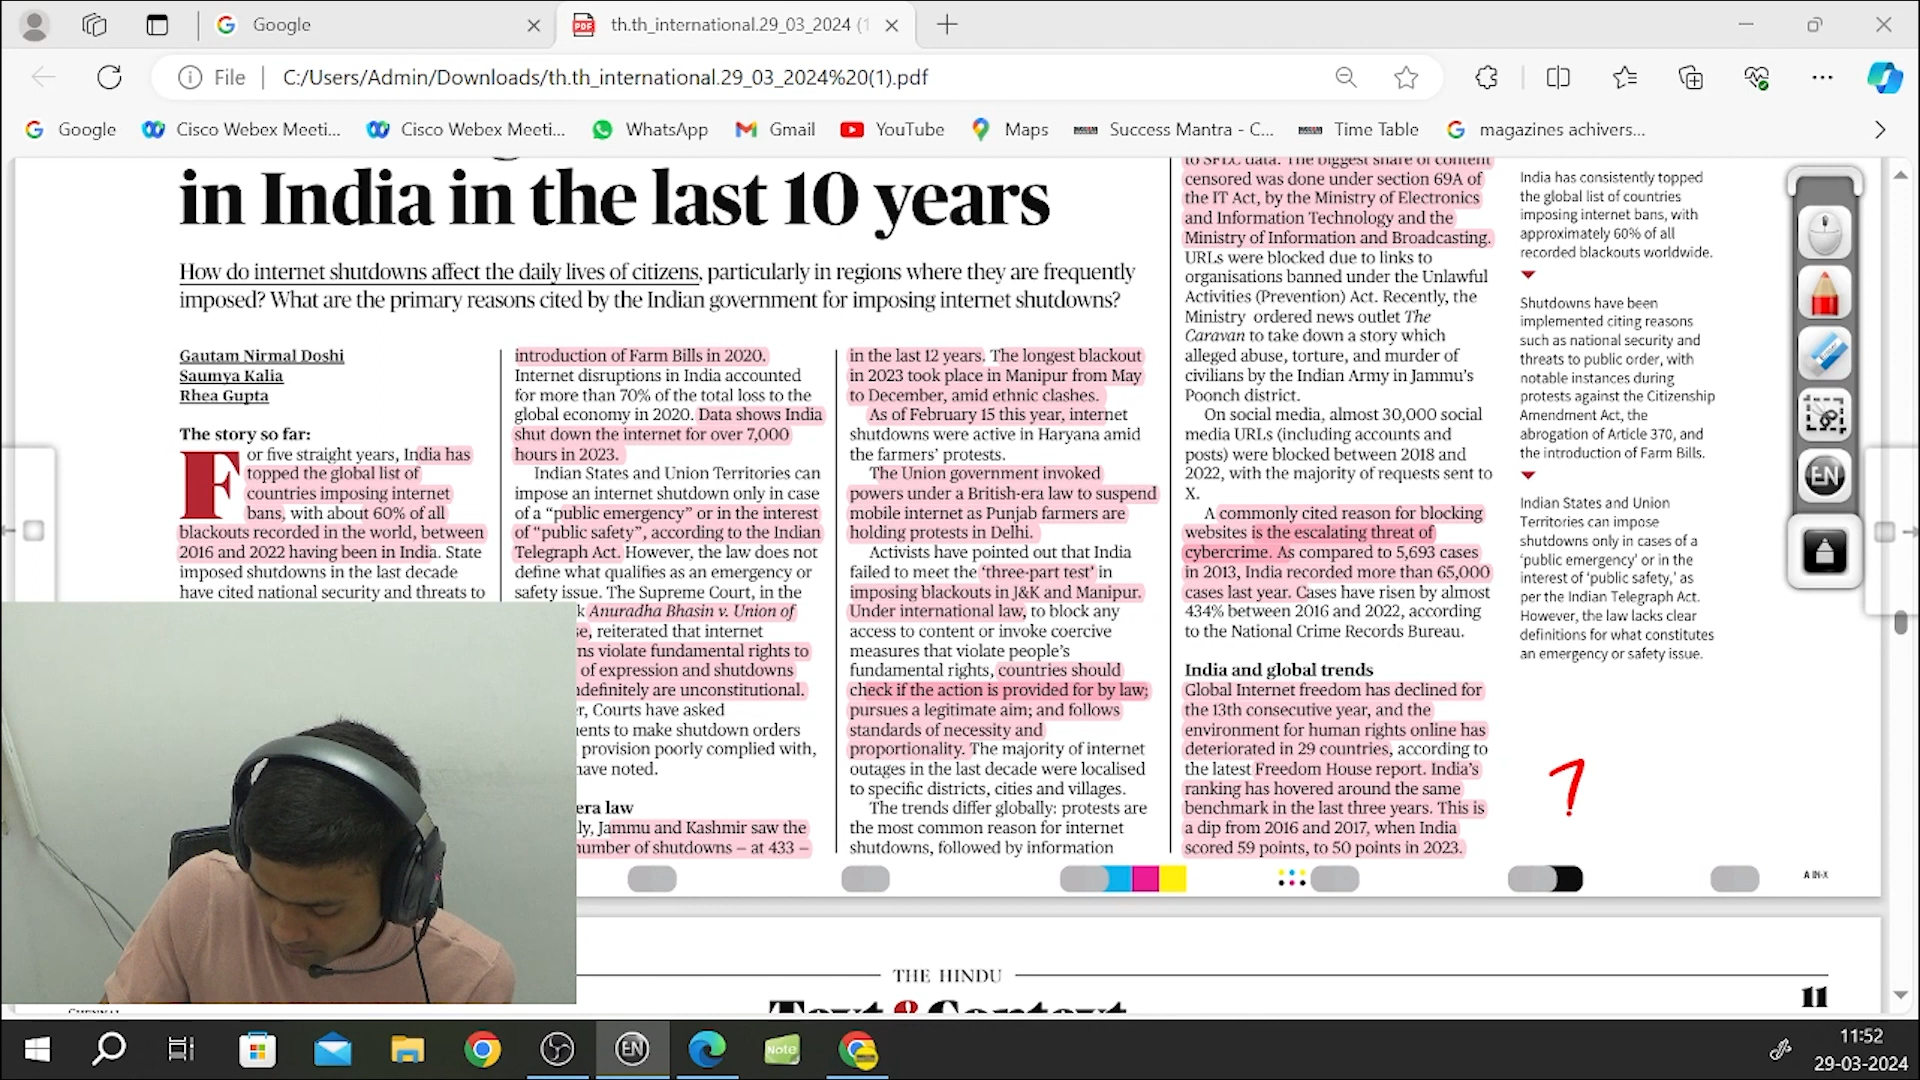 Google
th.th_international.29_03_2024 (1
File
C:/Users/Admin/Downloads/th.th_international.29_03_2024%20(1).pdf
Google
Cisco Webex Meeti...
Cisco Webex Meeti...
WhatsApp
Gmail
YouTube
Maps
Success Mantra - C...
Time Table
magazines achivers...
in India in the last 10 years
How do internet shutdowns affect the daily lives of citizens, particularly in regions where they are frequently
imposed? What are the primary reasons cited by the Indian government for imposing internet shutdowns?
Gautam Nirmal Doshi
Saumya Kalia
Rhea Gupta
The story so far:
For five straight years, India has
topped the global list of
countries imposing internet
bans, with about 60% of all
blackouts recorded in the world, between
2016 and 2022 having been in India. State
imposed shutdowns in the last decade
have cited national security and threats to
introduction of Farm Bills in 2020.
Internet disruptions in India accounted
for more than 70% of the total loss to the
global economy in 2020. Data shows India
shut down the internet for over 7,000
hours in 2023.
Indian States and Union Territories can
impose an internet shutdown only in case
of a “public emergency” or in the interest
of “public safety”, according to the Indian
Telegraph Act. However, the law does not
define what qualifies as an emergency or
safety issue. The Supreme Court, in the
k Anuradha Bhasin v. Union of
se, reiterated that internet
ns violate fundamental rights to
of expression and shutdowns
definitely are unconstitutional.
r, Courts have asked
ents to make shutdown orders
provision poorly complied with,
have noted.
era law
ly, Jammu and Kashmir saw the
number of shutdowns — at 433 —
in the last 12 years. The longest blackout
in 2023 took place in Manipur from May
to December, amid ethnic clashes.
As of February 15 this year, internet
shutdowns were active in Haryana amid
the farmers’ protests.
The Union government invoked
powers under a British-era law to suspend
mobile internet as Punjab farmers are
holding protests in Delhi.
Activists have pointed out that India
failed to meet the ‘three-part test’ in
imposing blackouts in J&K and Manipur.
Under international law, to block any
access to content or invoke coercive
measures that violate people’s
fundamental rights, countries should
check if the action is provided for by law;
pursues a legitimate aim; and follows
standards of necessity and
proportionality. The majority of internet
outages in the last decade were localised
to specific districts, cities and villages.
The trends differ globally: protests are
the most common reason for internet
shutdowns, followed by information
to SFLC data. The biggest share of content
censored was done under section 69A of
the IT Act, by the Ministry of Electronics
and Information Technology and the
Ministry of Information and Broadcasting.
URLs were blocked due to links to
organisations banned under the Unlawful
Activities (Prevention) Act. Recently, the
Ministry ordered news outlet The
Caravan to take down a story which
alleged abuse, torture, and murder of
civilians by the Indian Army in Jammu’s
Poonch district.
On social media, almost 30,000 social
media URLs (including accounts and
posts) were blocked between 2018 and
2022, with the majority of requests sent to
X.
A commonly cited reason for blocking
websites is the escalating threat of
cybercrime. As compared to 5,693 cases
in 2013, India recorded more than 65,000
cases last year. Cases have risen by almost
434% between 2016 and 2022, according
to the National Crime Records Bureau.
India and global trends
Global Internet freedom has declined for
the 13th consecutive year, and the
environment for human rights online has
deteriorated in 29 countries, according to
the latest Freedom House report. India’s
ranking has hovered around the same
benchmark in the last three years. This is
a dip from 2016 and 2017, when India
scored 59 points, to 50 points in 2023.
India has consistently topped
the global list of countries
imposing internet bans, with
approximately 60% of all
recorded blackouts worldwide.
Shutdowns have been
implemented citing reasons
such as national security and
threats to public order, with
notable instances during
protests against the Citizenship
Amendment Act, the
abrogation of Article 370, and
the introduction of Farm Bills.
Indian States and Union
Territories can impose
shutdowns only in cases of a
‘public emergency’ or in the
interest of ‘public safety,’ as
per the Indian Telegraph Act.
However, the law lacks clear
definitions for what constitutes
an emergency or safety issue.
EN
A IN-X
THE HINDU
11
Text & Context
CHENNAI
EN
Note
11:52
29-03-2024